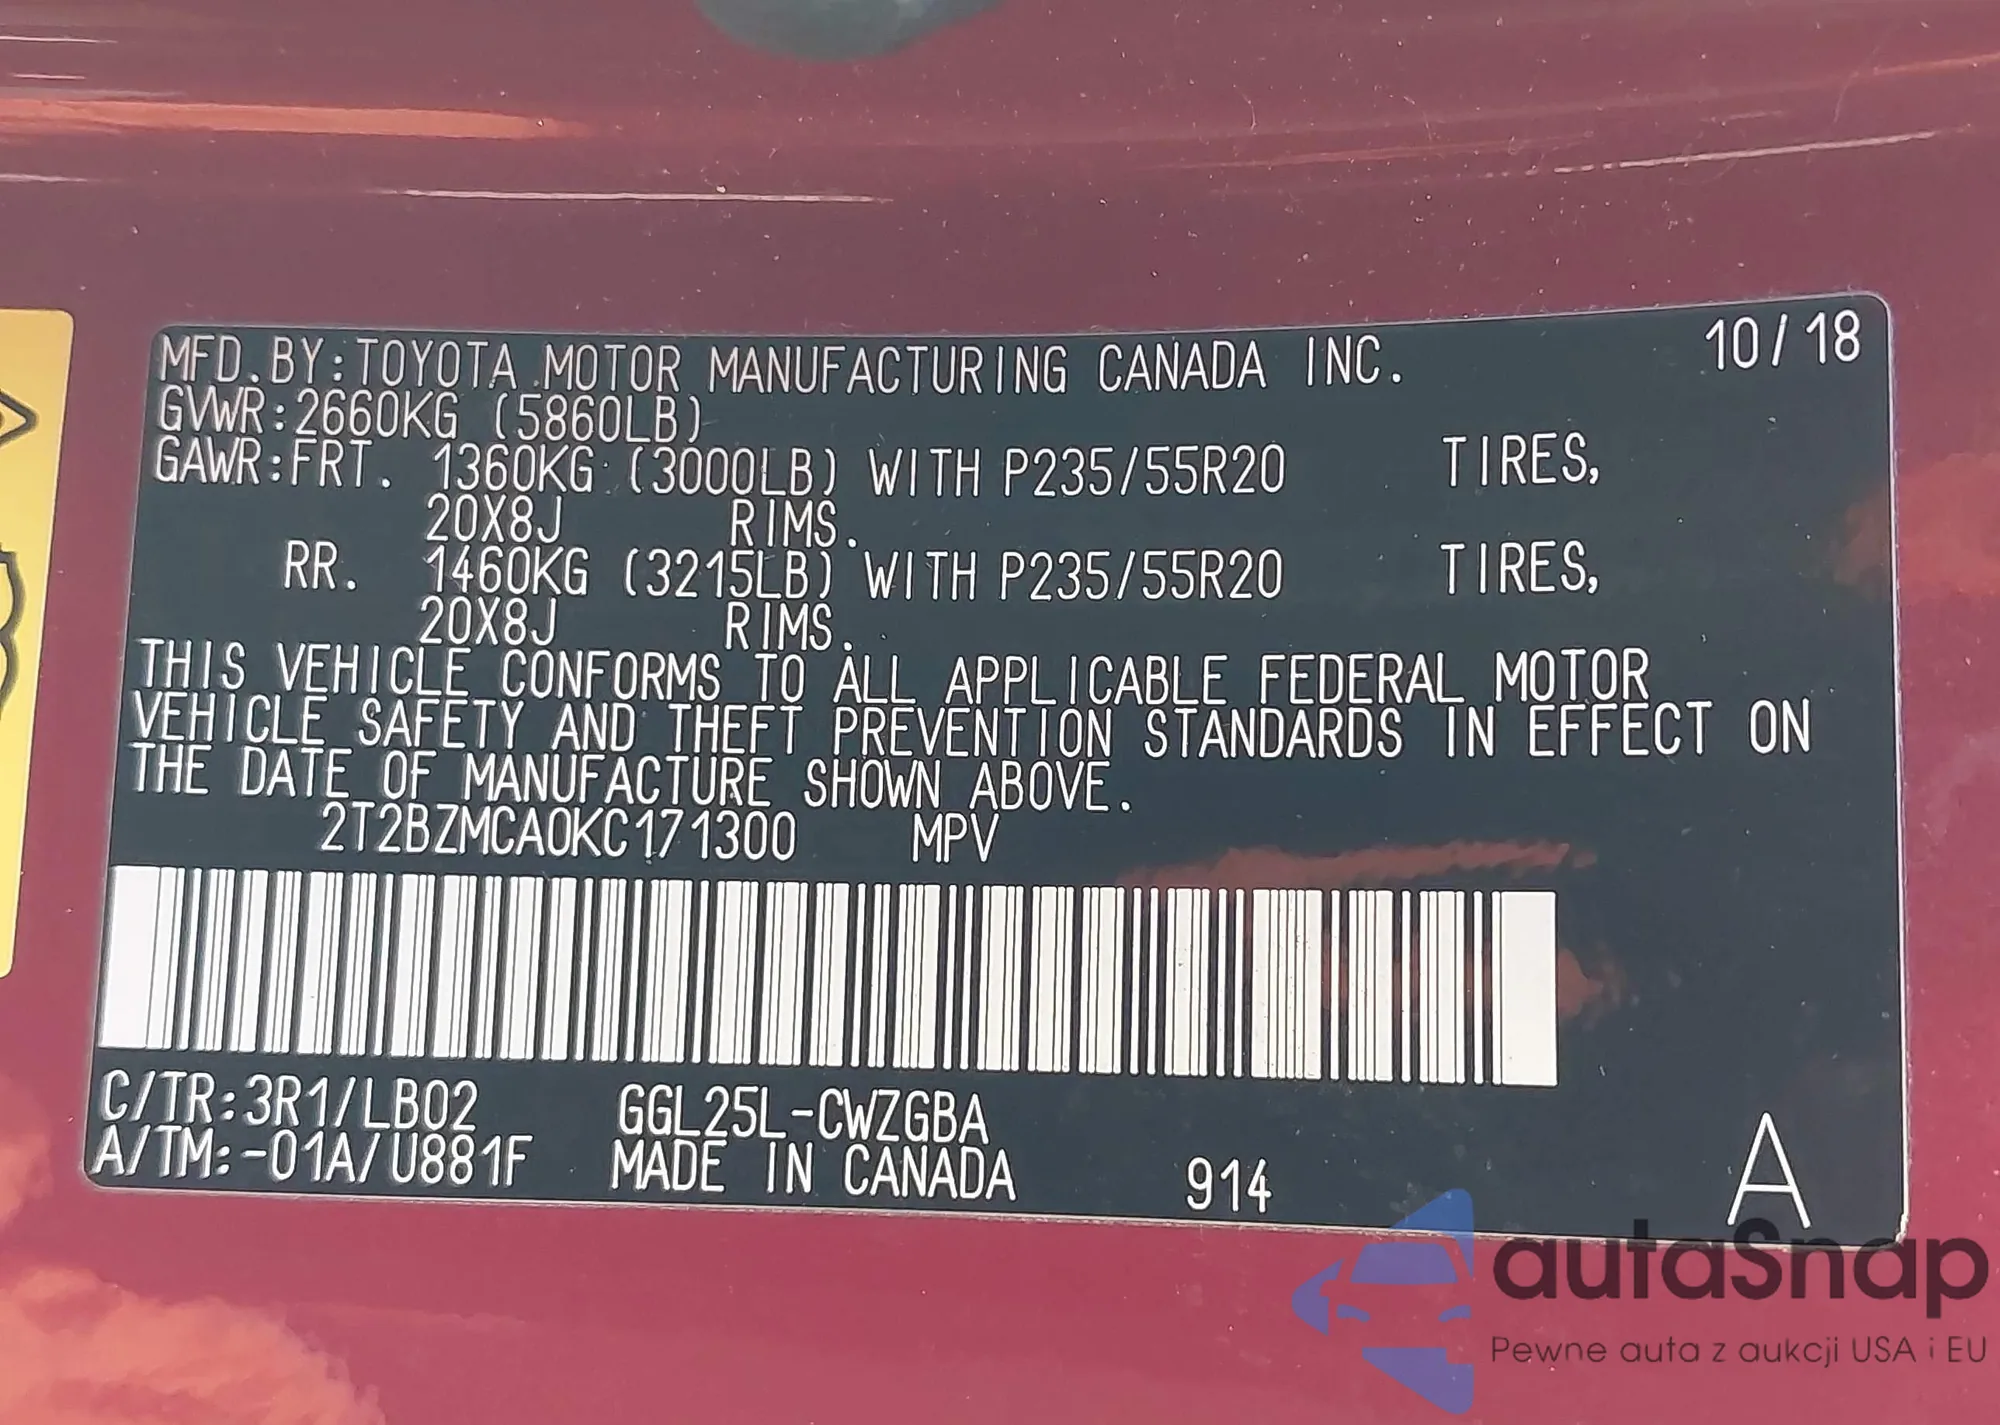 MFD.BY:TOYOTA MOTOR MANUFACTURING CANADA INC. 10/18
GVWR:2660KG (5860LB)
GAWR:FRT. 1360KG (3000LB) WITH P235/55R20 TIRES,
20X8J RIMS.
RR. 1460KG (3215LB) WITH P235/55R20 TIRES,
20X8J RIMS.
THIS VEHICLE CONFORMS TO ALL APPLICABLE FEDERAL MOTOR
VEHICLE SAFETY AND THEFT PREVENTION STANDARDS IN EFFECT ON
THE DATE OF MANUFACTURE SHOWN ABOVE.
2T2BZMCA0KC171300 MPV
C/TR:3R1/LB02 GGL25L-CWZGBA
A/TM:-01A/U881F MADE IN CANADA 914 A
autaSnap
Pewne auta z aukcji USA i EU